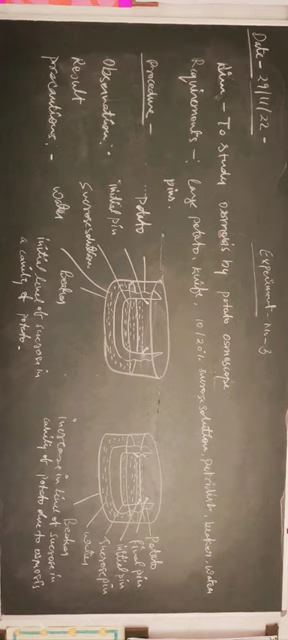 Date - 29/11/22 -
Experiment No - 3
Aim - To study osmosis by potato osmoscope
Requirements - : Large potato, knife, 10/20% sucrose solution, petridish, beaker, water
pins.
Procedure -
Observation : -
Result
precautions : -
Potato
initial pin
Sucrose solution
water
Beaker
Initial level of sucrose in
a cavity of potato.
Potato
Final pin
initial pin
Sucrose
water
Beaker
Increase in level of sucrose in
cavity of potato due to osmosis